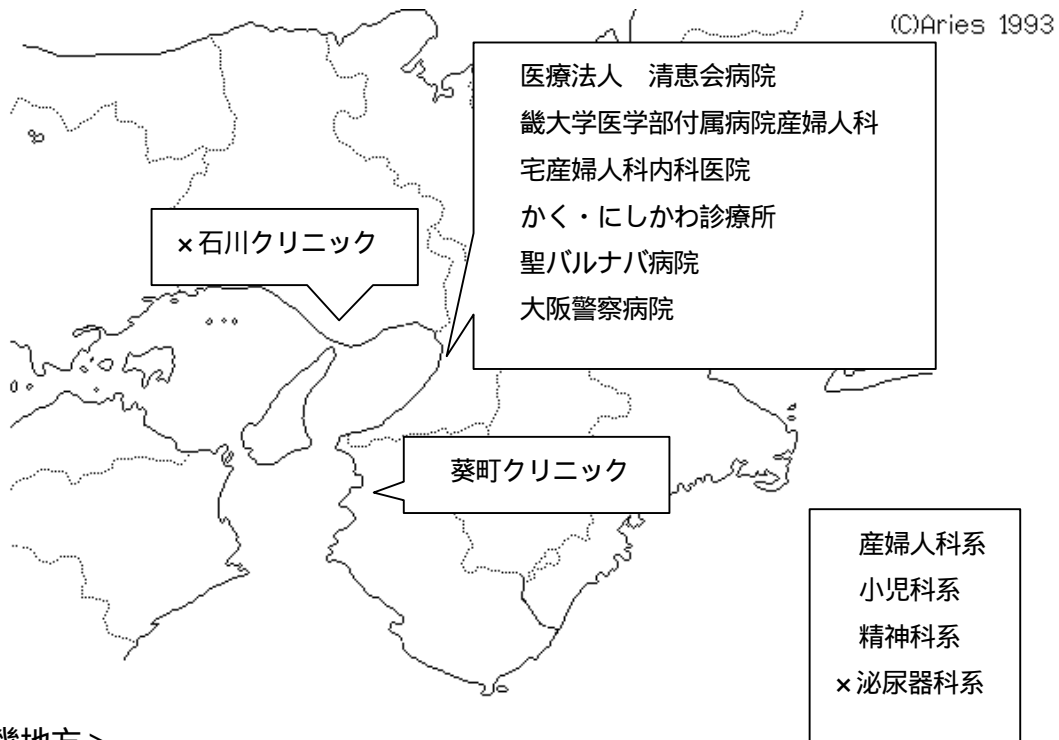 (C)Aries 1993
医療法人　清恵会病院
畿大学医学部付属病院産婦人科
宅産婦人科内科医院
かく・にしかわ診療所
聖バルナバ病院
大阪警察病院
×石川クリニック
葵町クリニック
産婦人科系
小児科系
精神科系
×泌尿器科系
畿地方>